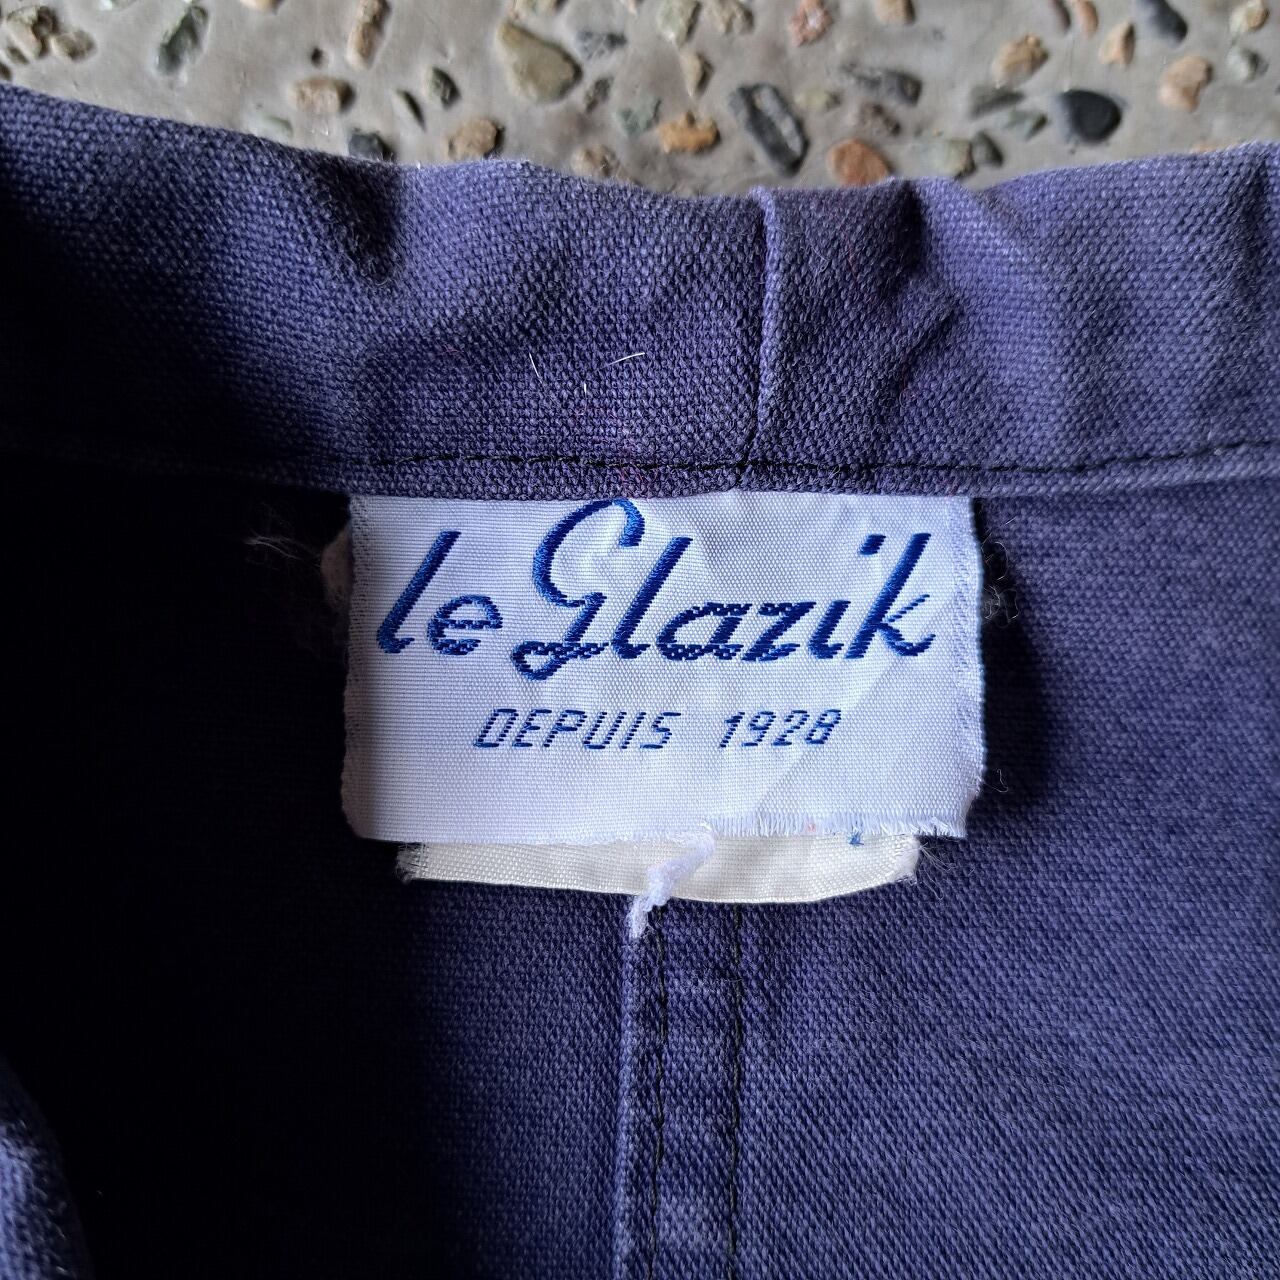 le Glazik
DEPUIS 1928